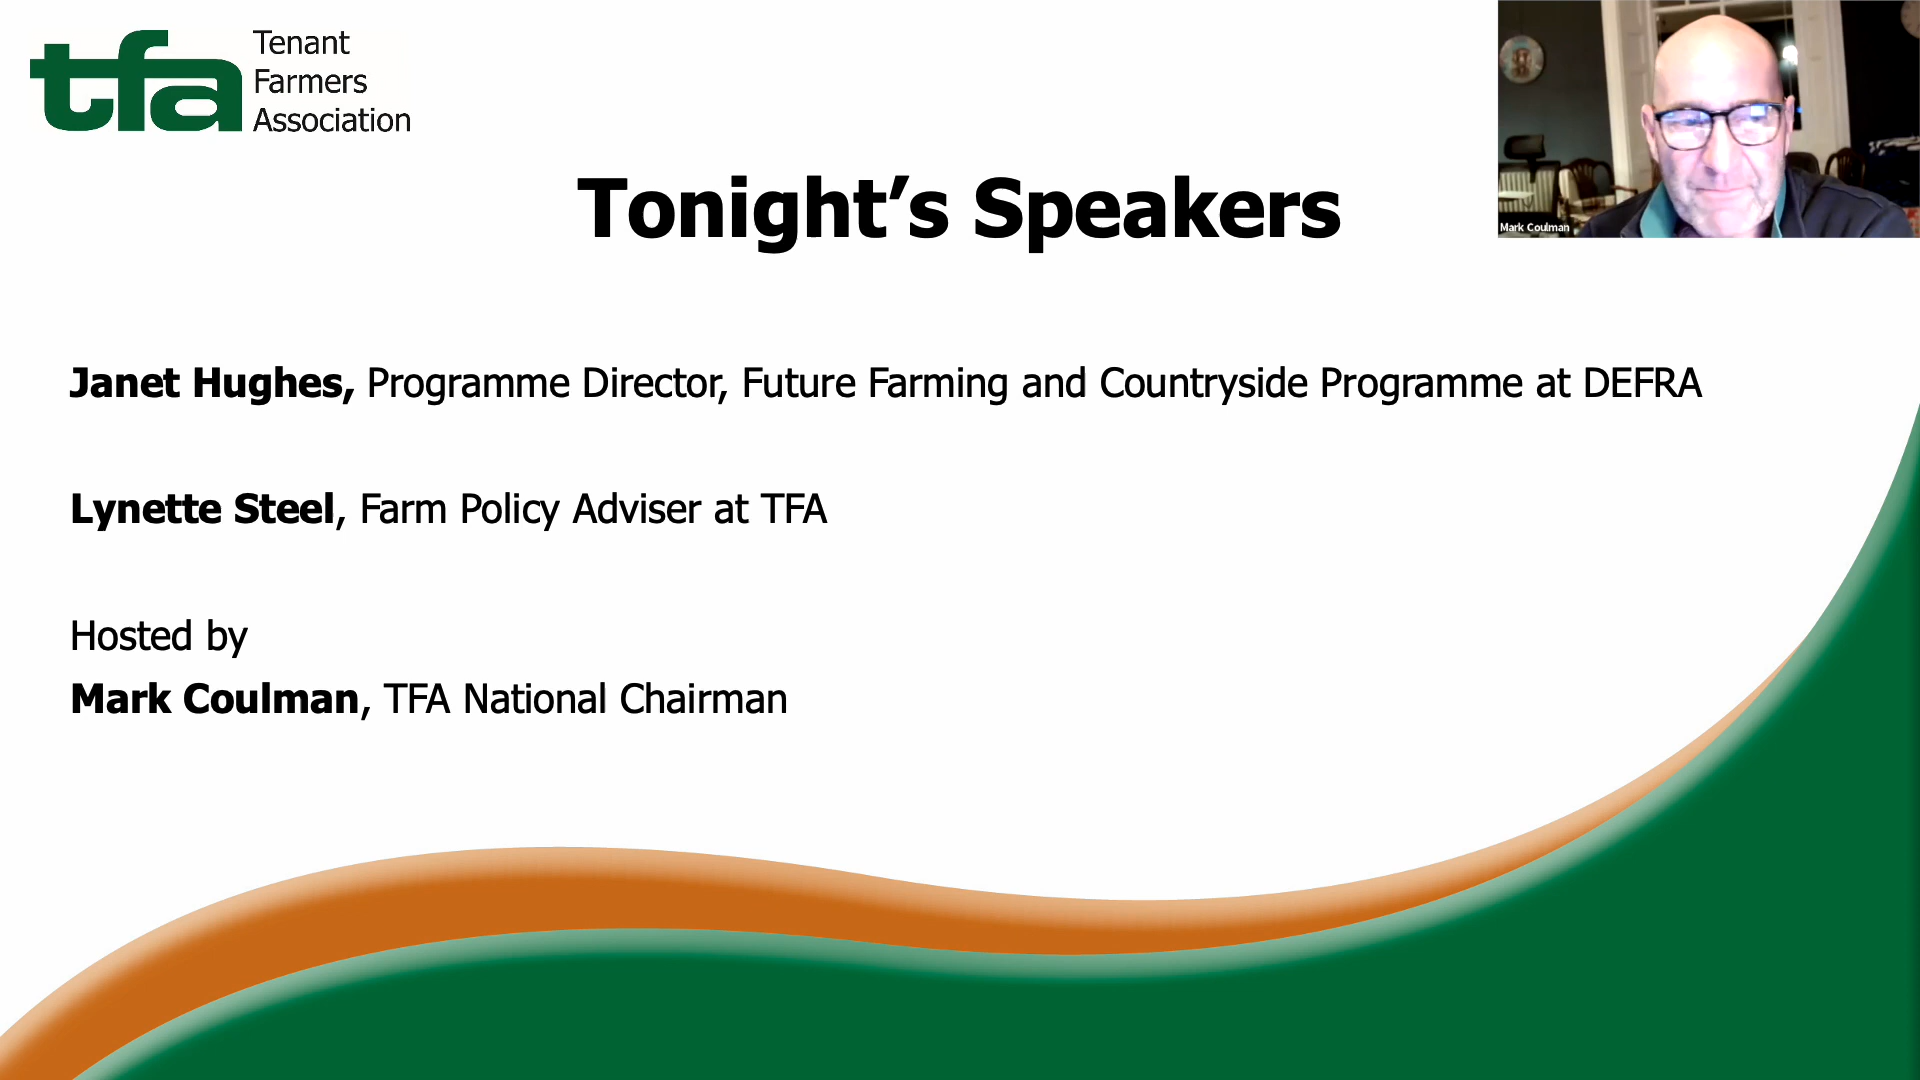 tfa
Tenant
Farmers
Association
Mark Coulman
Tonight’s Speakers
Janet Hughes, Programme Director, Future Farming and Countryside Programme at DEFRA
Lynette Steel, Farm Policy Adviser at TFA
Hosted by
Mark Coulman, TFA National Chairman